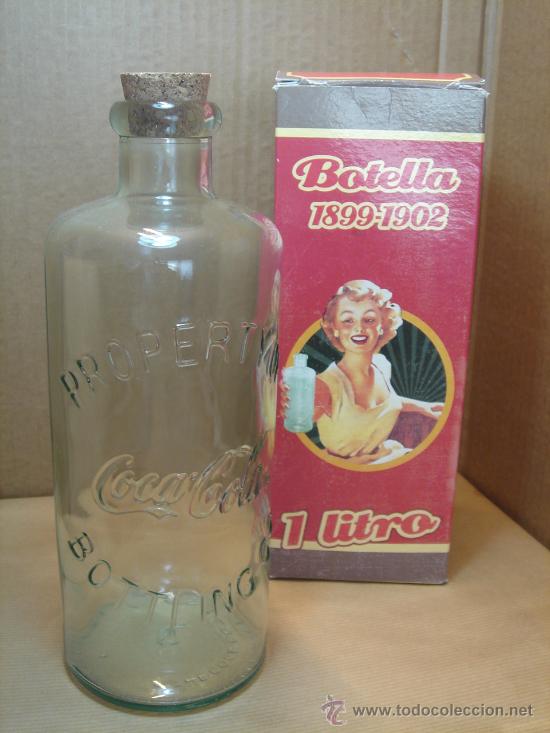 PROPERTY
Coca-Cola
BOTTLING
Botella
1899-1902
1 litro
www.todocoleccion.net